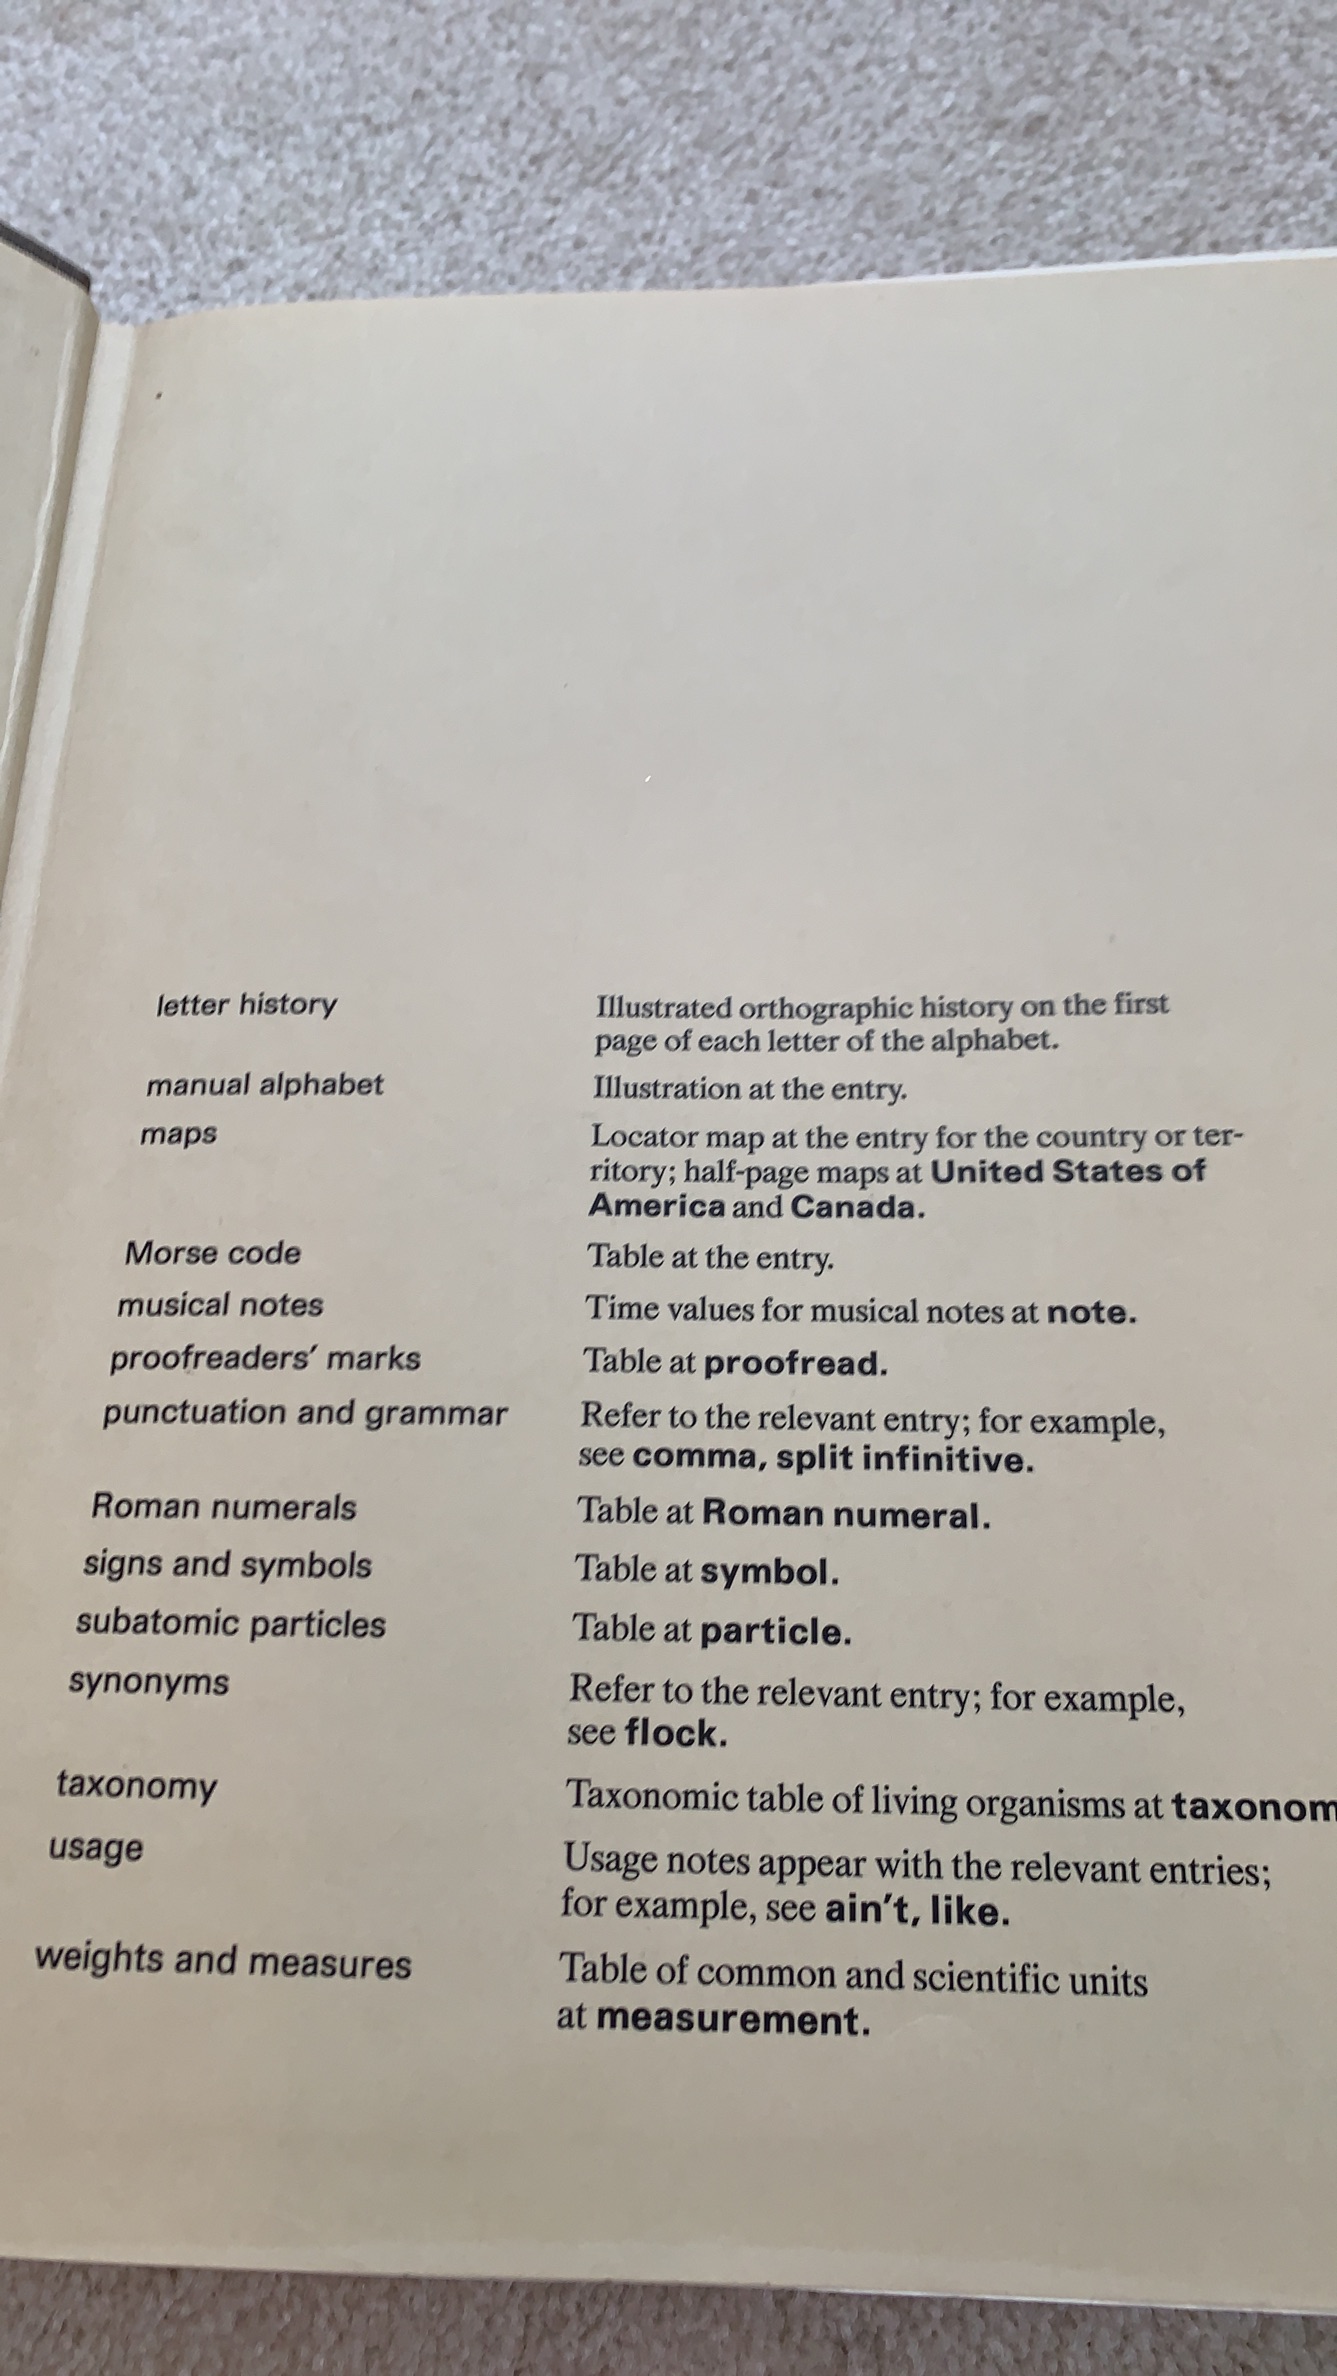 letter history Illustrated orthographic history on the first
page of each letter of the alphabet.
manual alphabet Illustration at the entry.
maps Locator map at the entry for the country or ter-
ritory; half-page maps at United States of
America and Canada.
Morse code Table at the entry.
musical notes Time values for musical notes at note.
proofreaders’ marks Table at proofread.
punctuation and grammar Refer to the relevant entry; for example,
see comma, split infinitive.
Roman numerals Table at Roman numeral.
signs and symbols Table at symbol.
subatomic particles Table at particle.
synonyms Refer to the relevant entry; for example,
see flock.
taxonomy Taxonomic table of living organisms at taxonom
usage Usage notes appear with the relevant entries;
for example, see ain’t, like.
weights and measures Table of common and scientific units
at measurement.